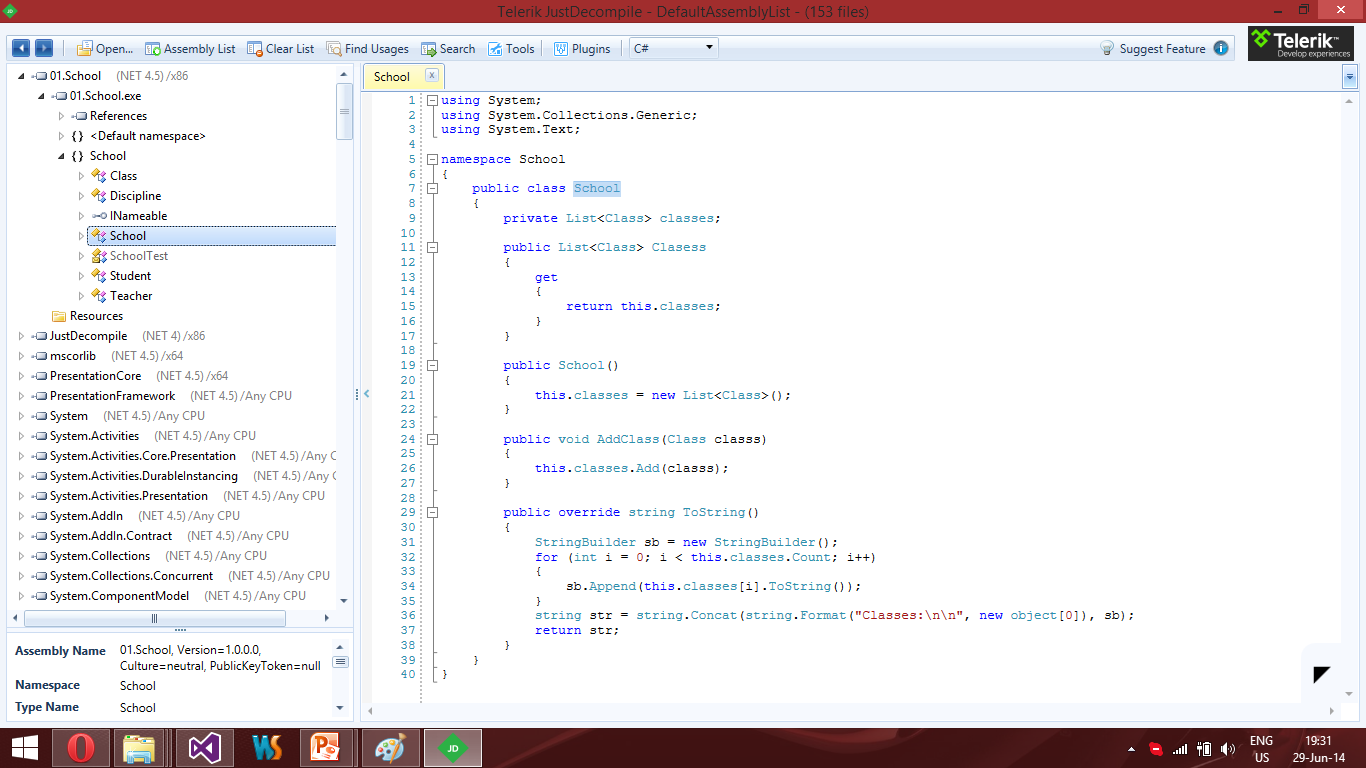 JD Telerik JustDecompile - DefaultAssemblyList - (153 files)
Open... Assembly List Clear List Find Usages Search Tools Plugins C# Suggest Feature
Telerik™
Develop experiences
01.School (NET 4.5) /x86
01.School.exe
References
{} <Default namespace>
{} School
Class
Discipline
INameable
School
SchoolTest
Student
Teacher
Resources
JustDecompile (NET 4) /x86
mscorlib (NET 4.5) /x64
PresentationCore (NET 4.5) /x64
PresentationFramework (NET 4.5) /Any CPU
System (NET 4.5) /Any CPU
System.Activities (NET 4.5) /Any CPU
System.Activities.Core.Presentation (NET 4.5) /Any C
System.Activities.DurableInstancing (NET 4.5) /Any C
System.Activities.Presentation (NET 4.5) /Any CPU
System.AddIn (NET 4.5) /Any CPU
System.AddIn.Contract (NET 4.5) /Any CPU
System.Collections (NET 4.5) /Any CPU
System.Collections.Concurrent (NET 4.5) /Any CPU
System.ComponentModel (NET 4.5) /Any CPU
Assembly Name 01.School, Version=1.0.0.0,
Culture=neutral, PublicKeyToken=null
Namespace School
Type Name School
School x
1 using System;
2 using System.Collections.Generic;
3 using System.Text;
4
5 namespace School
6 {
7 public class School
8 {
9 private List<Class> classes;
10
11 public List<Class> Clasess
12 {
13 get
14 {
15 return this.classes;
16 }
17 }
18
19 public School()
20 {
21 this.classes = new List<Class>();
22 }
23
24 public void AddClass(Class classs)
25 {
26 this.classes.Add(classs);
27 }
28
29 public override string ToString()
30 {
31 StringBuilder sb = new StringBuilder();
32 for (int i = 0; i < this.classes.Count; i++)
33 {
34 sb.Append(this.classes[i].ToString());
35 }
36 string str = string.Concat(string.Format("Classes:\n\n", new object[0]), sb);
37 return str;
38 }
39 }
40 }
JD
ENG
US
19:31
29-Jun-14